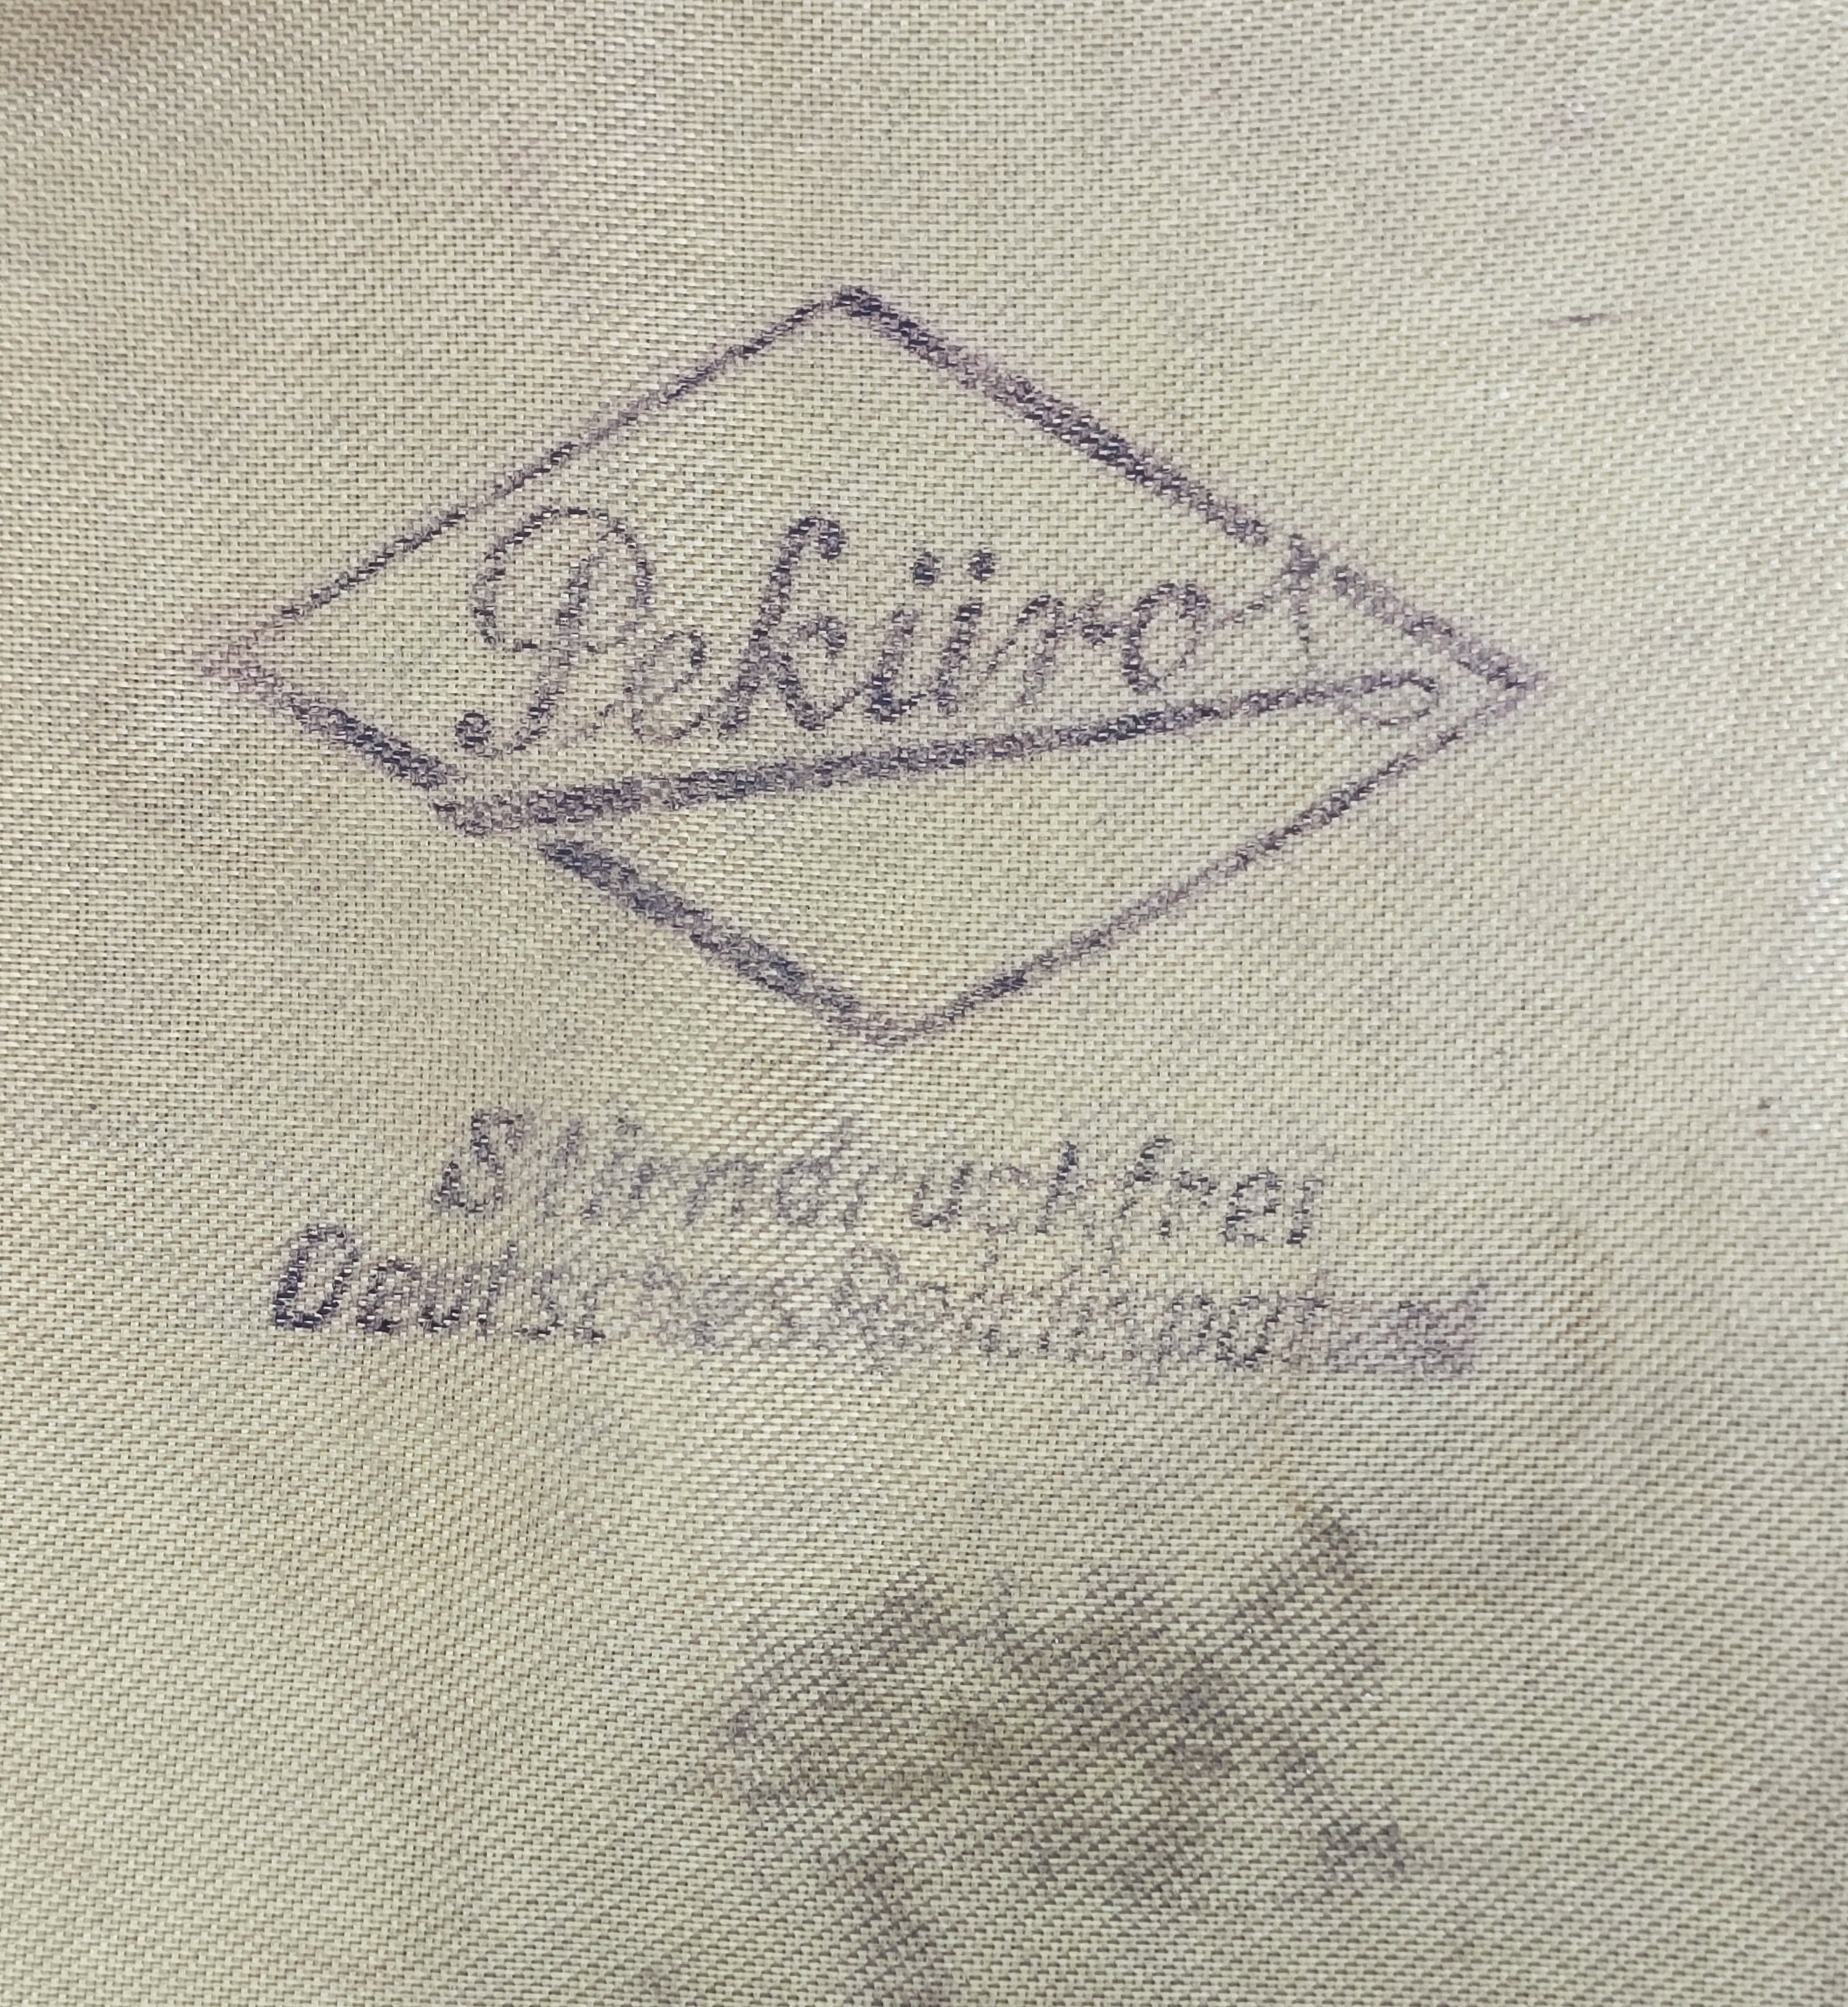 Peküro
Stirndruckfrei
Deutsches Reichspatent